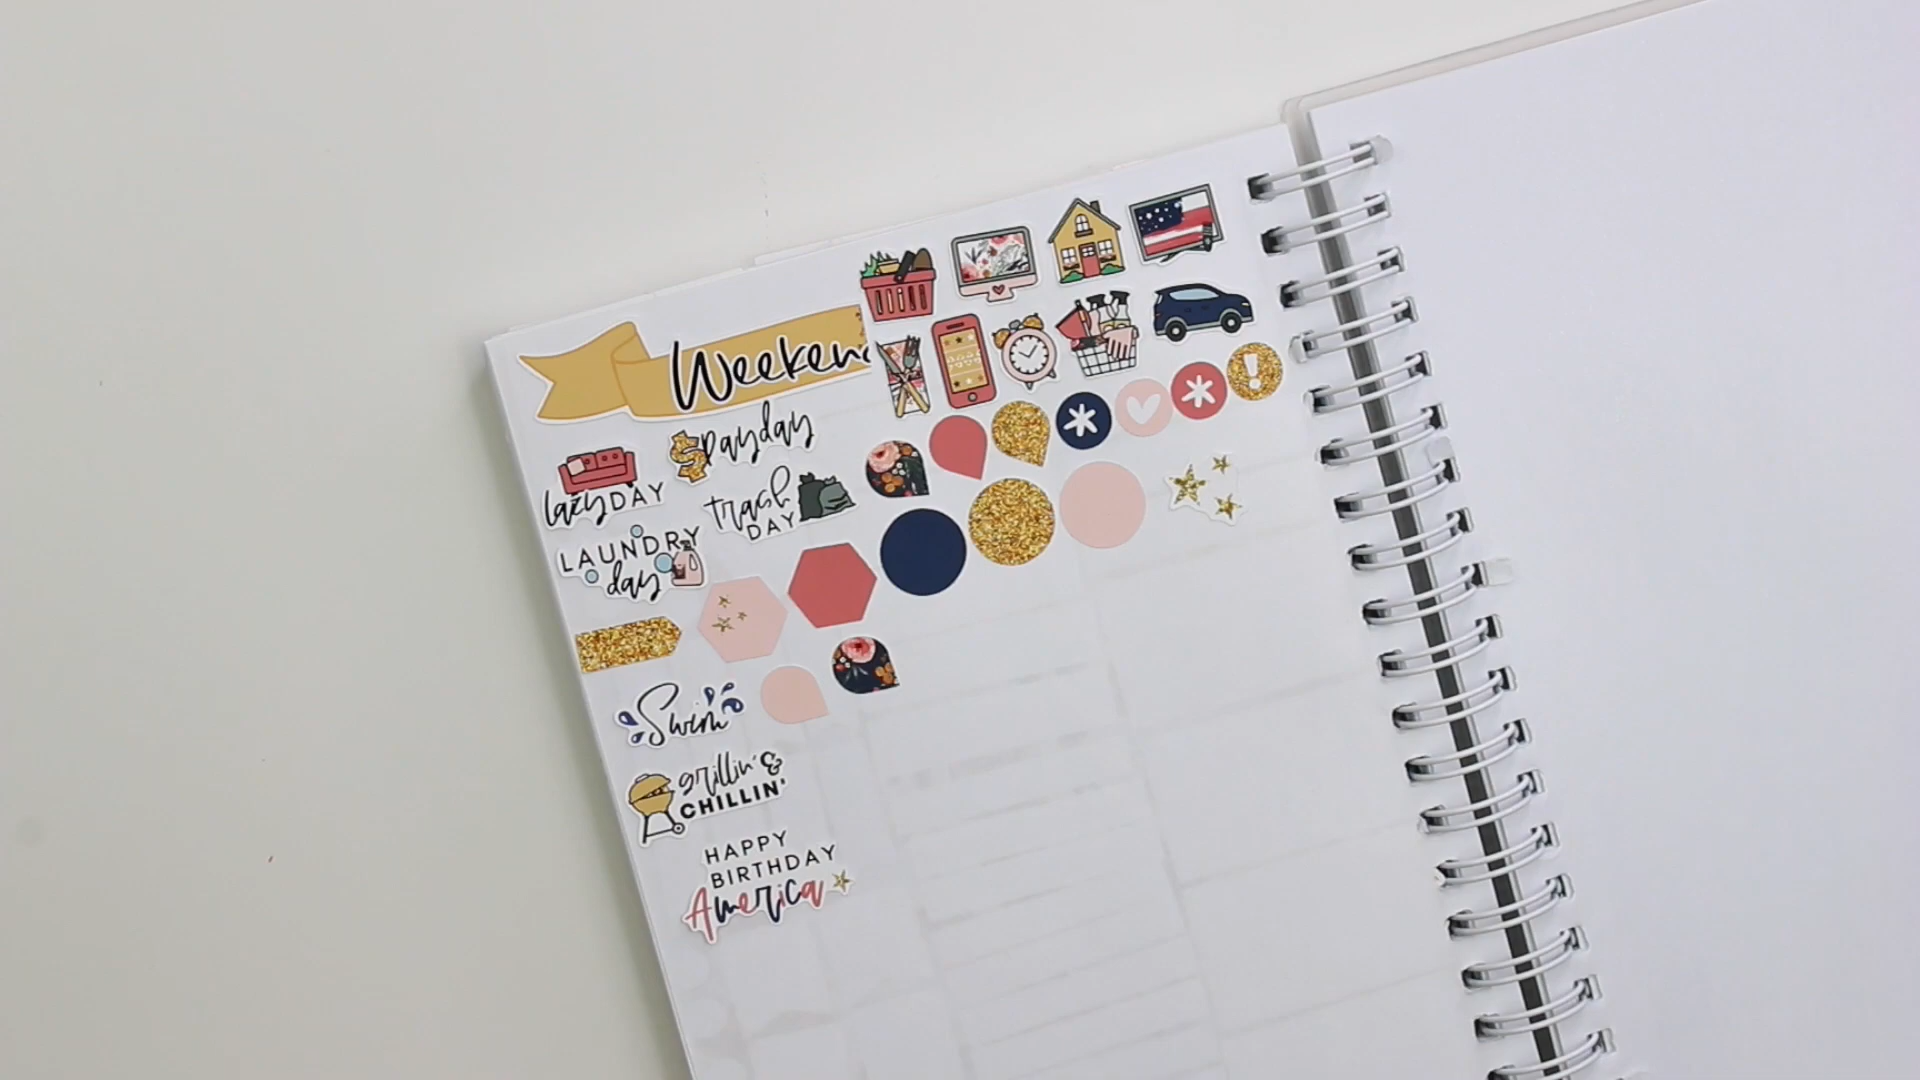 Weeken
$Payday
lazy DAY
trash
DAY
LAUNDRY
day
Swim
grillin' &
CHILLIN'
HAPPY
BIRTHDAY
America